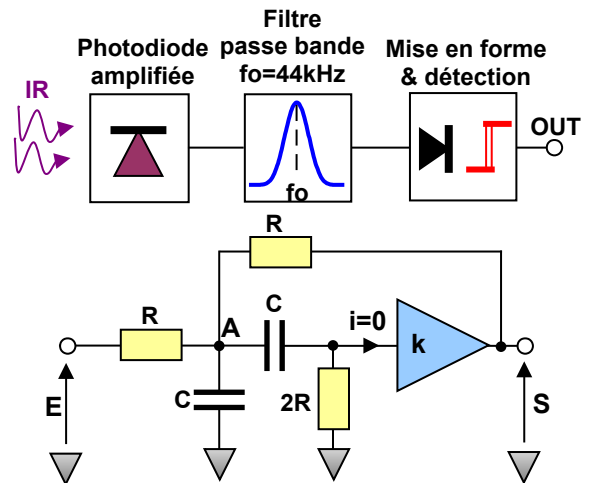 Filtre
passe bande
fo=44kHz
Photodiode
amplifiée
Mise en forme
& détection
IR
OUT
fo
R
R
A
C
i=0
k
E
C
2R
S